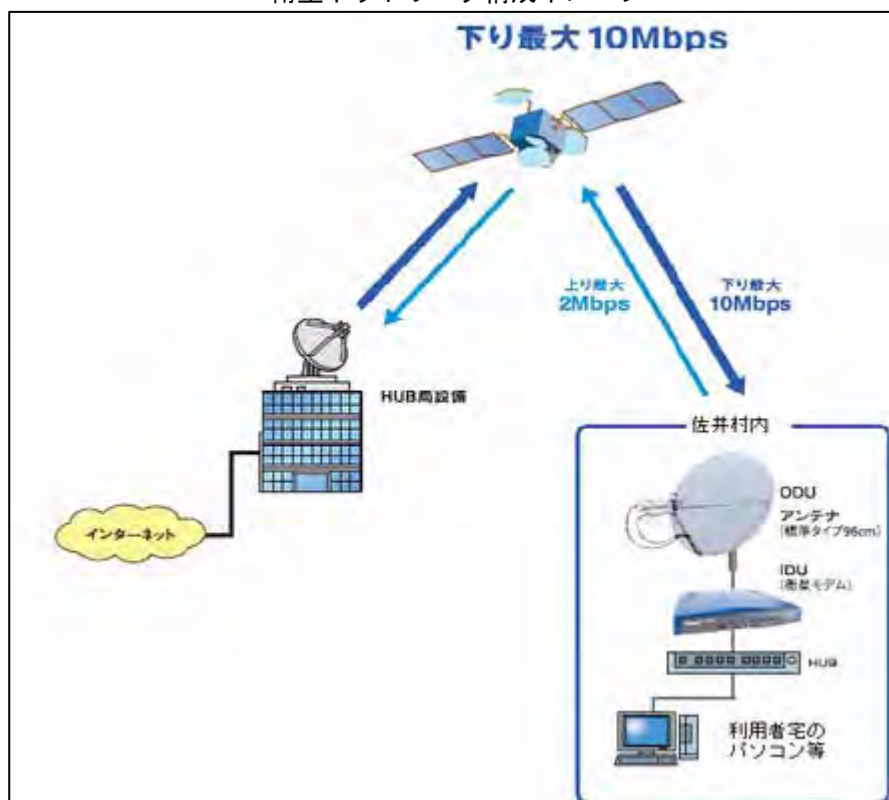 下り最大10Mbps
上り最大
2Mbps
下り最大
10Mbps
HUB局設備
インターネット
佐井村内
ODU
アンテナ
(標準タイプ96cm)
IDU
(衛星モデム)
HUB
利用者宅の
パソコン等